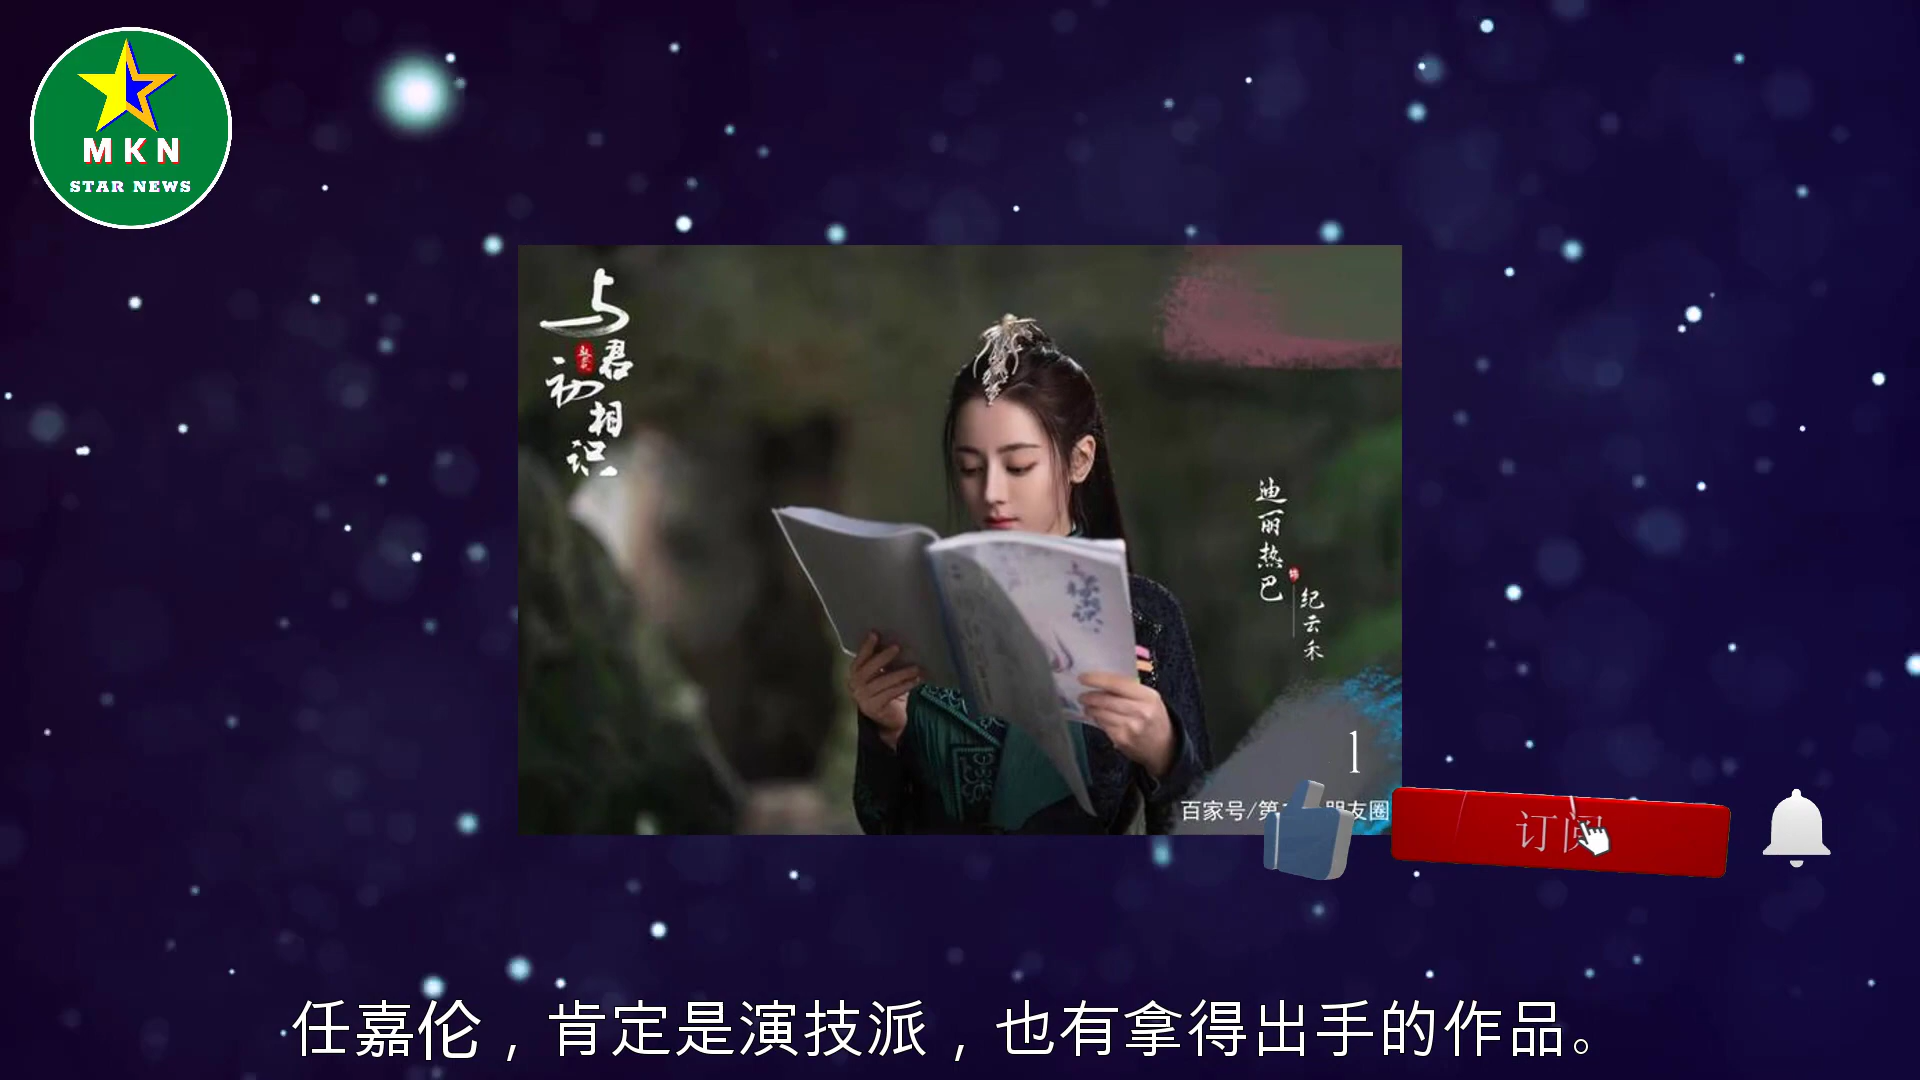 MKN
STAR NEWS
与君初相识
迪丽热巴
饰
纪云禾
1
百家号/第
朋友圈
订阅
任嘉伦，肯定是演技派，也有拿得出手的作品。